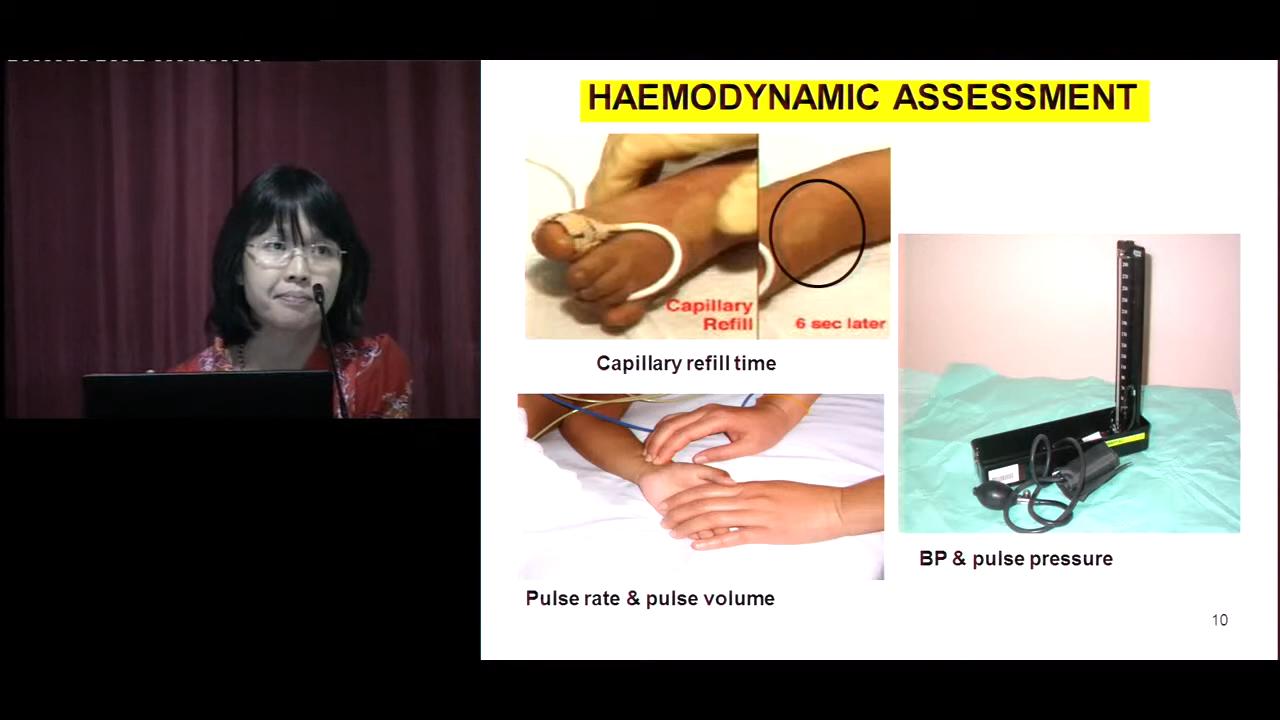 HAEMODYNAMIC ASSESSMENT
Capillary
Refill
6 sec later
Capillary refill time
BP & pulse pressure
Pulse rate & pulse volume
10